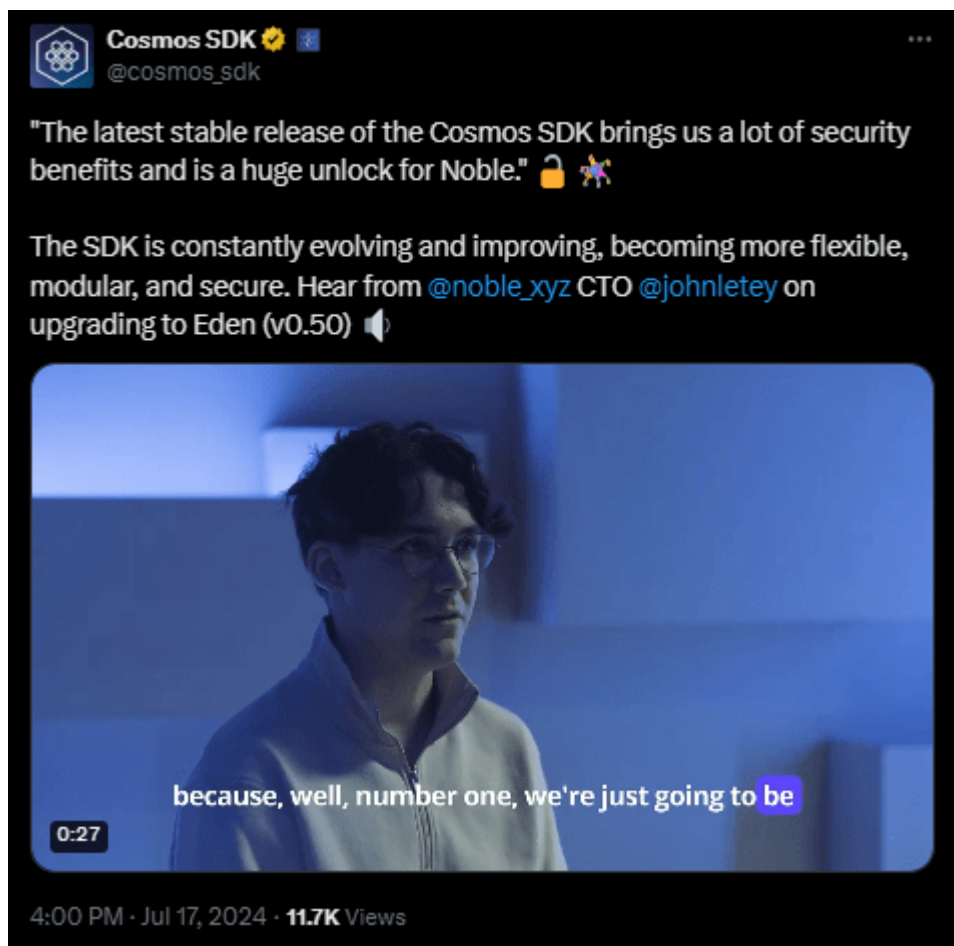 Cosmos SDK
@cosmos_sdk
"The latest stable release of the Cosmos SDK brings us a lot of security
benefits and is a huge unlock for Noble." 🔓 🪅
The SDK is constantly evolving and improving, becoming more flexible,
modular, and secure. Hear from @noble_xyz CTO @johnletey on
upgrading to Eden (v0.50) 🔈
because, well, number one, we're just going to be
0:27
4:00 PM · Jul 17, 2024 · 11.7K Views